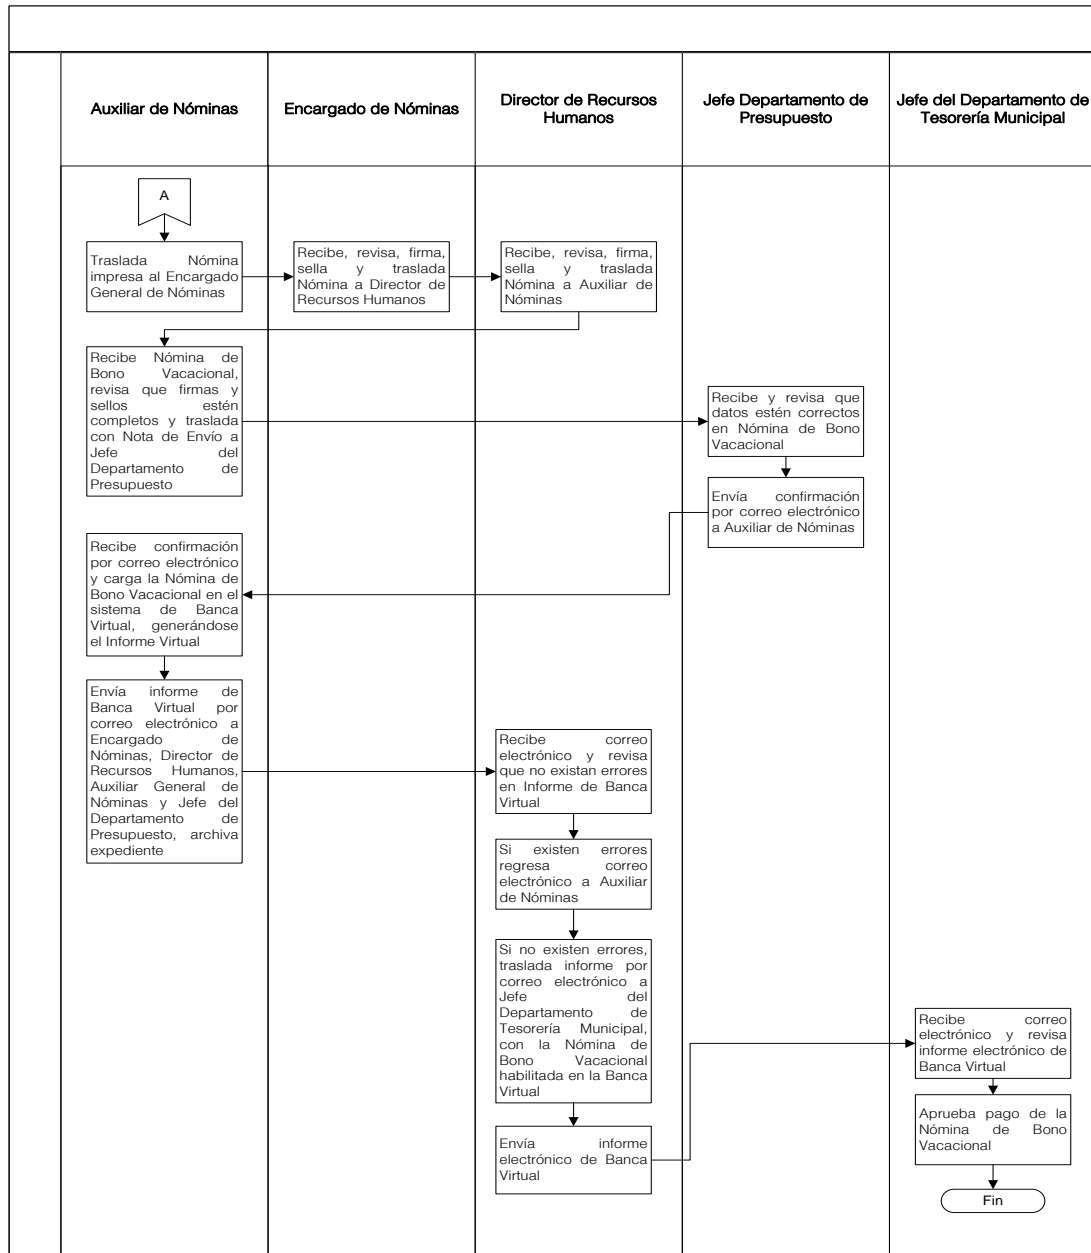 Auxiliar de Nóminas
Encargado de Nóminas
Director de Recursos
Humanos
Jefe Departamento de
Presupuesto
Jefe del Departamento de
Tesorería Municipal
A
Traslada Nómina
impresa al Encargado
General de Nóminas
Recibe, revisa, firma,
sella y traslada
Nómina a Director de
Recursos Humanos
Recibe, revisa, firma,
sella y traslada
Nómina a Auxiliar de
Nóminas
Recibe Nómina de
Bono Vacacional,
revisa que firmas y
sellos estén
completos y traslada
con Nota de Envío a
Jefe del
Departamento de
Presupuesto
Recibe y revisa que
datos estén correctos
en Nómina de Bono
Vacacional
Envía confirmación
por correo electrónico
a Auxiliar de Nóminas
Recibe confirmación
por correo electrónico
y carga la Nómina de
Bono Vacacional en el
sistema de Banca
Virtual, generándose
el Informe Virtual
Envía informe de
Banca Virtual por
correo electrónico a
Encargado de
Nóminas, Director de
Recursos Humanos,
Auxiliar General de
Nóminas y Jefe del
Departamento de
Presupuesto, archiva
expediente
Recibe correo
electrónico y revisa
que no existan errores
en Informe de Banca
Virtual
Si existen errores
regresa correo
electrónico a Auxiliar
de Nóminas
Si no existen errores,
traslada informe por
correo electrónico a
Jefe del
Departamento de
Tesorería Municipal,
con la Nómina de
Bono Vacacional
habilitada en la Banca
Virtual
Envía informe
electrónico de Banca
Virtual
Recibe correo
electrónico y revisa
informe electrónico de
Banca Virtual
Aprueba pago de la
Nómina de Bono
Vacacional
Fin